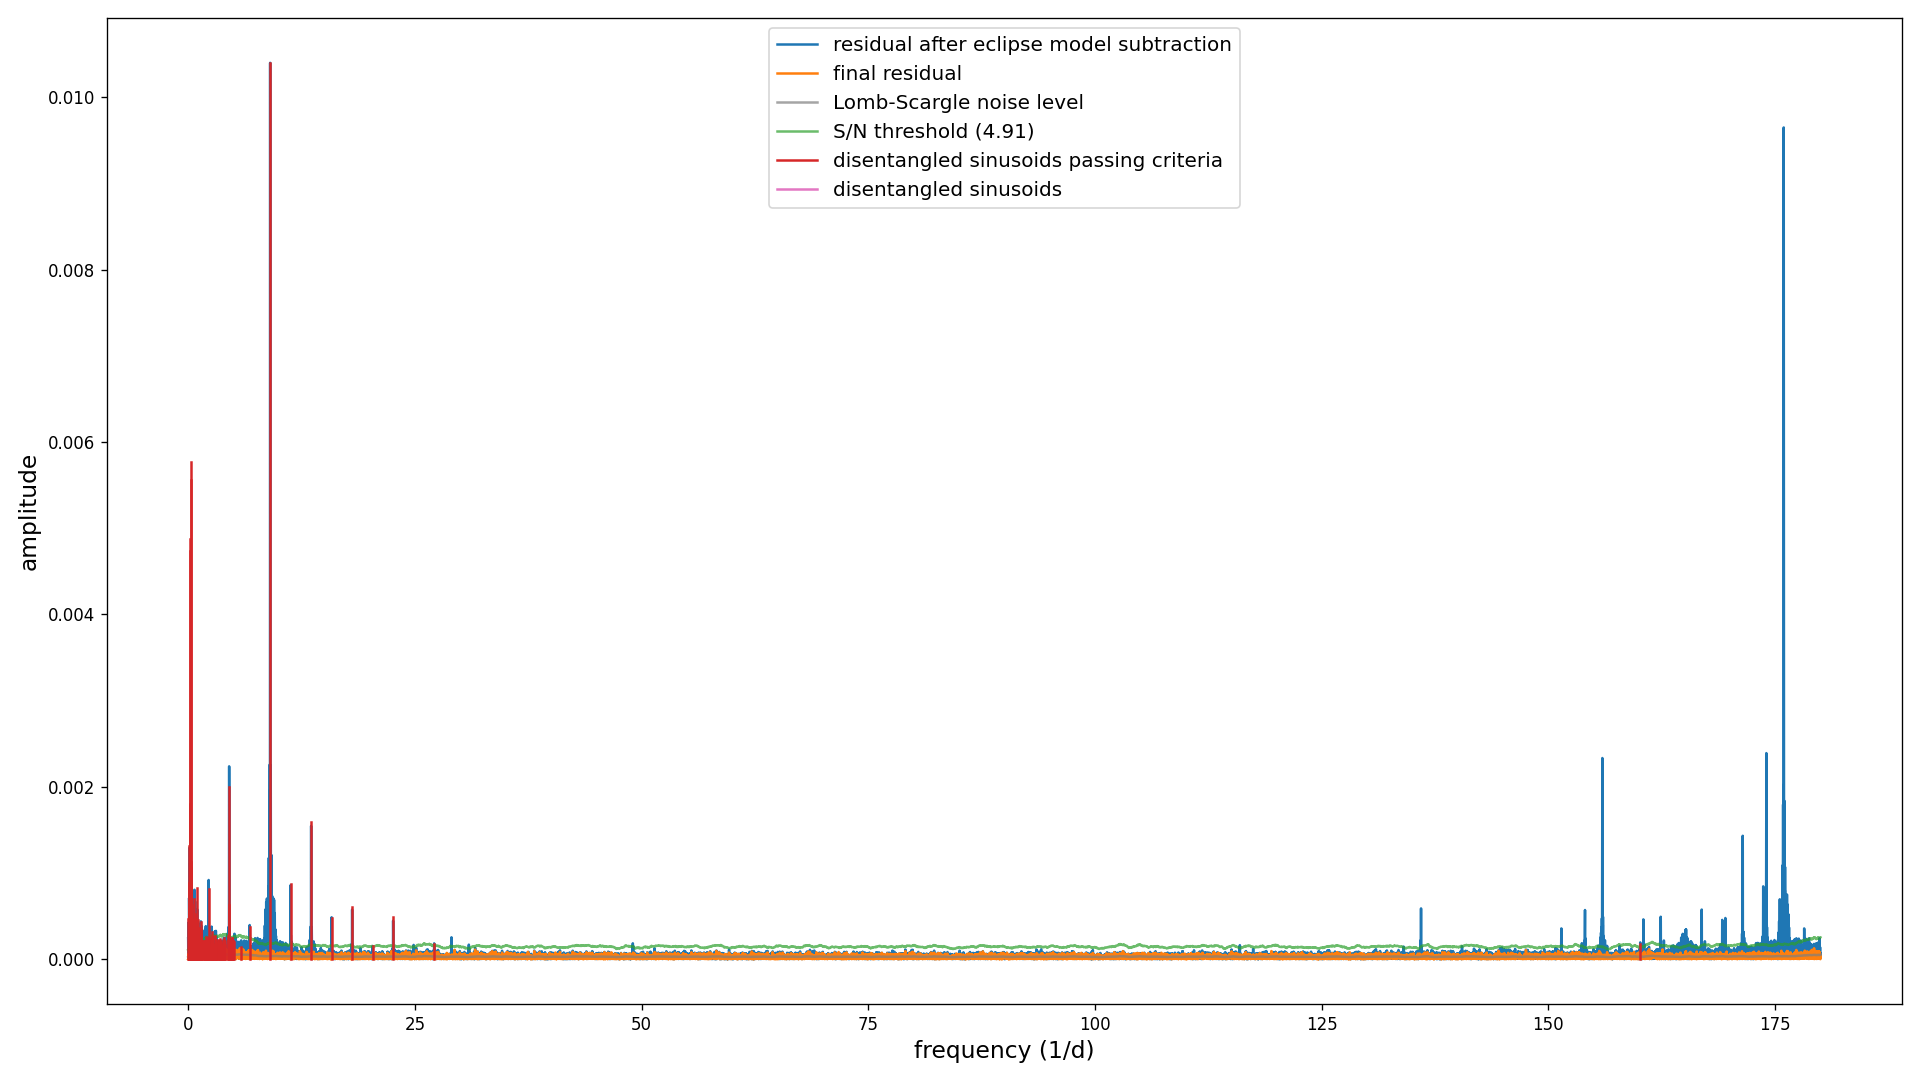 residual after eclipse model subtraction
final residual
Lomb-Scargle noise level
S/N threshold (4.91)
disentangled sinusoids passing criteria
disentangled sinusoids
0.010
0.008
0.006
0.004
0.002
0.000
amplitude
0 25 50 75 100 125 150 175
frequency (1/d)